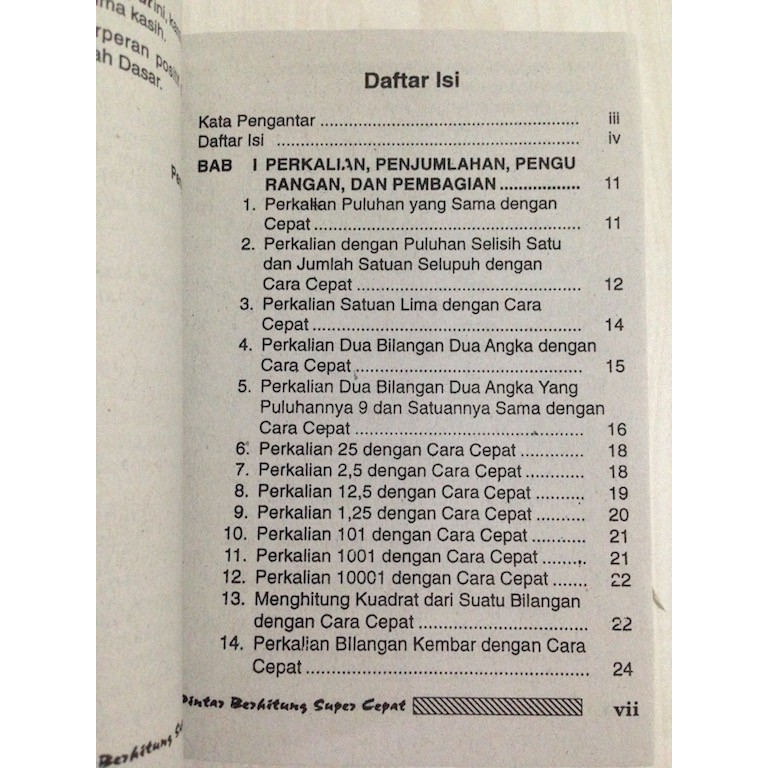 ini,
kasih.
rperan
ah Dasar.
Daftar Isi
Kata Pengantar ........................................................ iii
Daftar Isi ........................................................ iv
BAB I PERKALIAN, PENJUMLAHAN, PENGU
RANGAN, DAN PEMBAGIAN ................. 11
1. Perkalian Puluhan yang Sama dengan
Cepat ........................................................ 11
2. Perkalian dengan Puluhan Selisih Satu
dan Jumlah Satuan Selupuh dengan
Cara Cepat ............................................... 12
3. Perkalian Satuan Lima dengan Cara
Cepat ........................................................ 14
4. Perkalian Dua Bilangan Dua Angka dengan
Cara Cepat ............................................... 15
5. Perkalian Dua Bilangan Dua Angka Yang
Puluhannya 9 dan Satuannya Sama dengan
Cara Cepat ............................................... 16
6. Perkalian 25 dengan Cara Cepat ............. 18
7. Perkalian 2,5 dengan Cara Cepat ............ 18
8. Perkalian 12,5 dengan Cara Cepat .......... 19
9. Perkalian 1,25 dengan Cara Cepat .......... 20
10. Perkalian 101 dengan Cara Cepat ........... 21
11. Perkalian 1001 dengan Cara Cepat ......... 21
12. Perkalian 10001 dengan Cara Cepat ....... 22
13. Menghitung Kuadrat dari Suatu Bilangan
dengan Cara Cepat .................................. 22
14. Perkalian BIlangan Kembar dengan Cara
Cepat ........................................................ 24
Pintar Berhitung Super Cepat vii
Berhitung